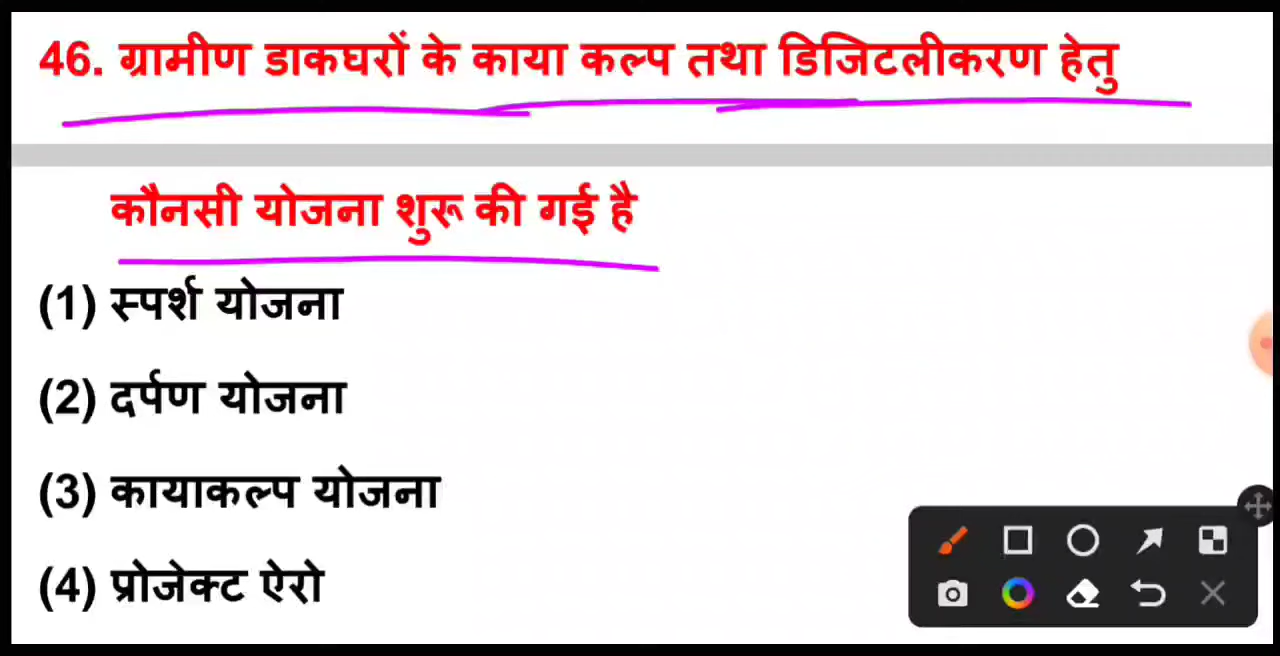 46. ग्रामीण डाकघरों के काया कल्प तथा डिजिटलीकरण हेतु
कौनसी योजना शुरू की गई है
(1) स्पर्श योजना
(2) दर्पण योजना
(3) कायाकल्प योजना
(4) प्रोजेक्ट ऐरो